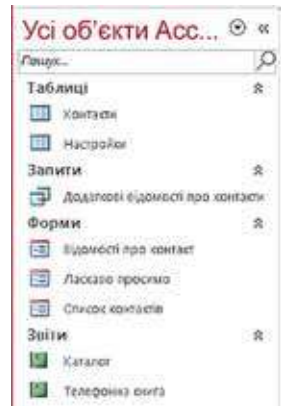 Усі об’єкти Acc...
Пошук...
Таблиці
Контакти
Настройки
Запити
Додаткові відомості про контакти
Форми
Відомості про контакт
Ласкаво просимо
Список контактів
Звіти
Каталог
Телефонна книга